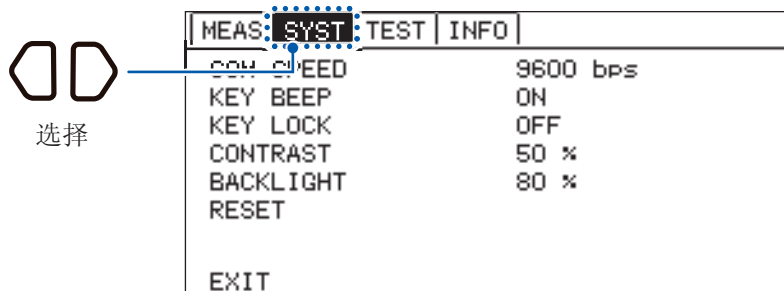 MEAS SYST TEST INFO
COM SPEED 9600 bps
KEY BEEP ON
选择
KEY LOCK OFF
CONTRAST 50 %
BACKLIGHT 80 %
RESET
EXIT